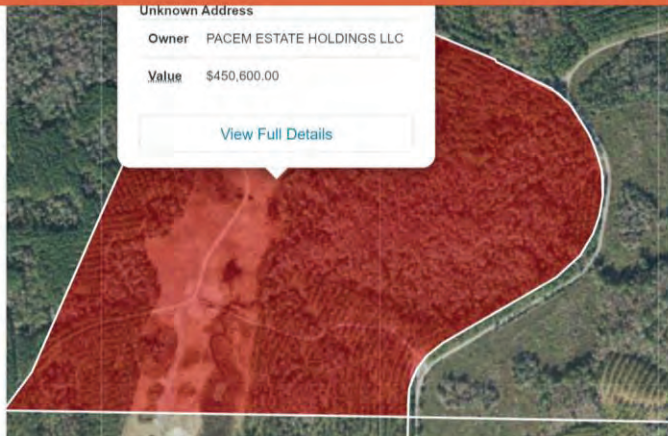 Unknown Address
Owner PACEM ESTATE HOLDINGS LLC
Value $450,600.00
View Full Details